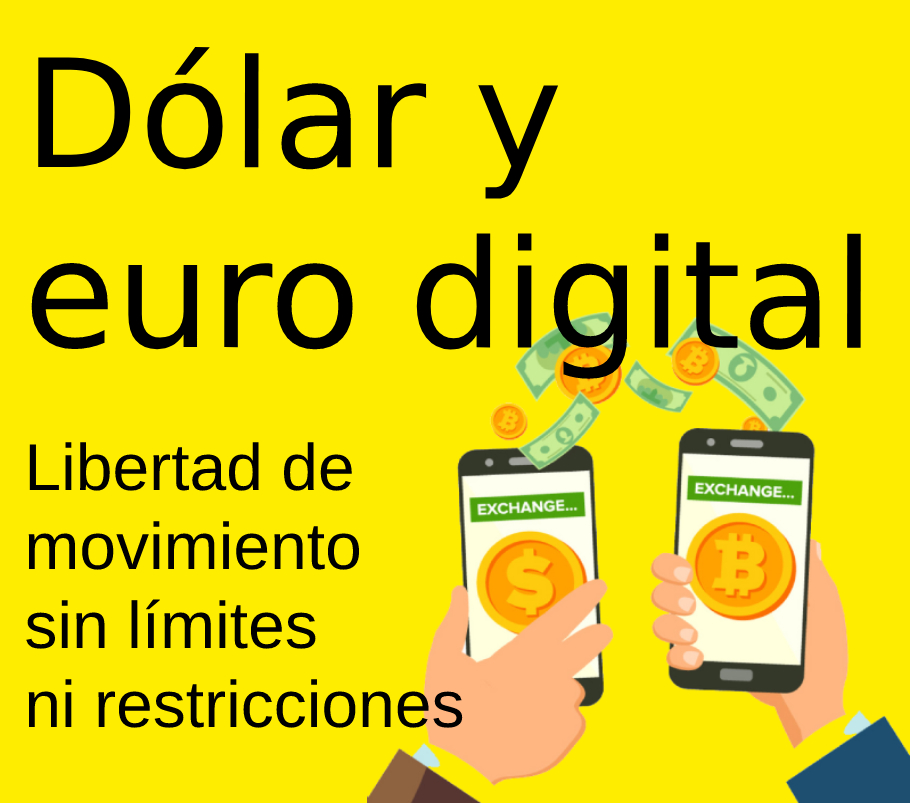 Dólar y
euro digital
Libertad de
movimiento
sin límites
ni restricciones
EXCHANGE...
EXCHANGE...